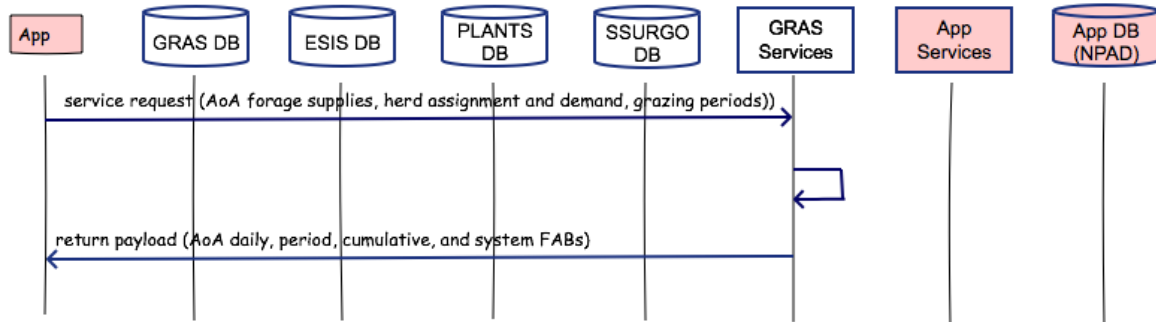 App
GRAS DB
ESIS DB
PLANTS
DB
SSURGO
DB
GRAS
Services
App
Services
App DB
(NPAD)
service request (AoA forage supplies, herd assignment and demand, grazing periods))
return payload (AoA daily, period, cumulative, and system FABs)